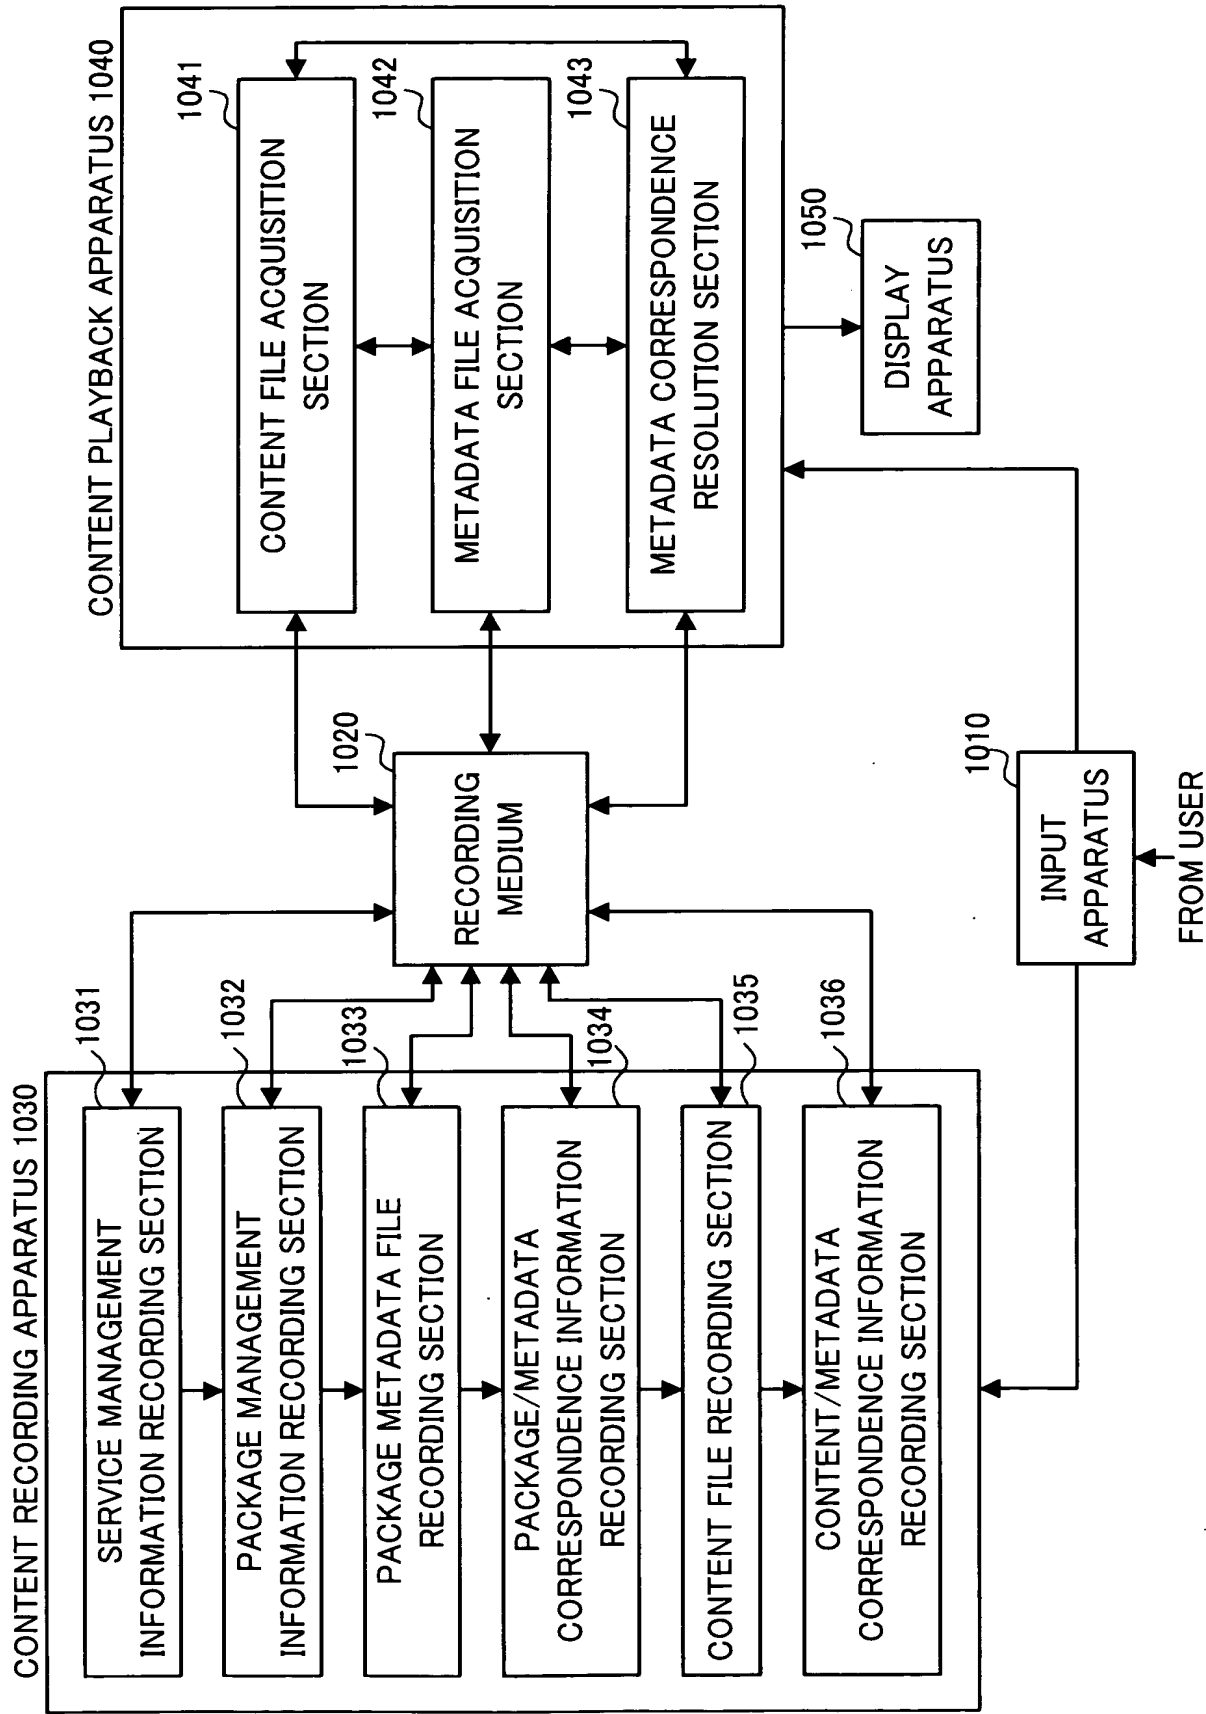 CONTENT RECORDING APPARATUS 1030
SERVICE MANAGEMENT
INFORMATION RECORDING SECTION
1031
PACKAGE MANAGEMENT
INFORMATION RECORDING SECTION
1032
PACKAGE METADATA FILE
RECORDING SECTION
1033
PACKAGE/METADATA
CORRESPONDENCE INFORMATION
RECORDING SECTION
1034
CONTENT FILE RECORDING SECTION
1035
CONTENT/METADATA
CORRESPONDENCE INFORMATION
RECORDING SECTION
1036
1020
RECORDING
MEDIUM
CONTENT PLAYBACK APPARATUS 1040
1041
CONTENT FILE ACQUISITION
SECTION
1042
METADATA FILE ACQUISITION
SECTION
1043
METADATA CORRESPONDENCE
RESOLUTION SECTION
1050
DISPLAY
APPARATUS
1010
INPUT
APPARATUS
FROM USER